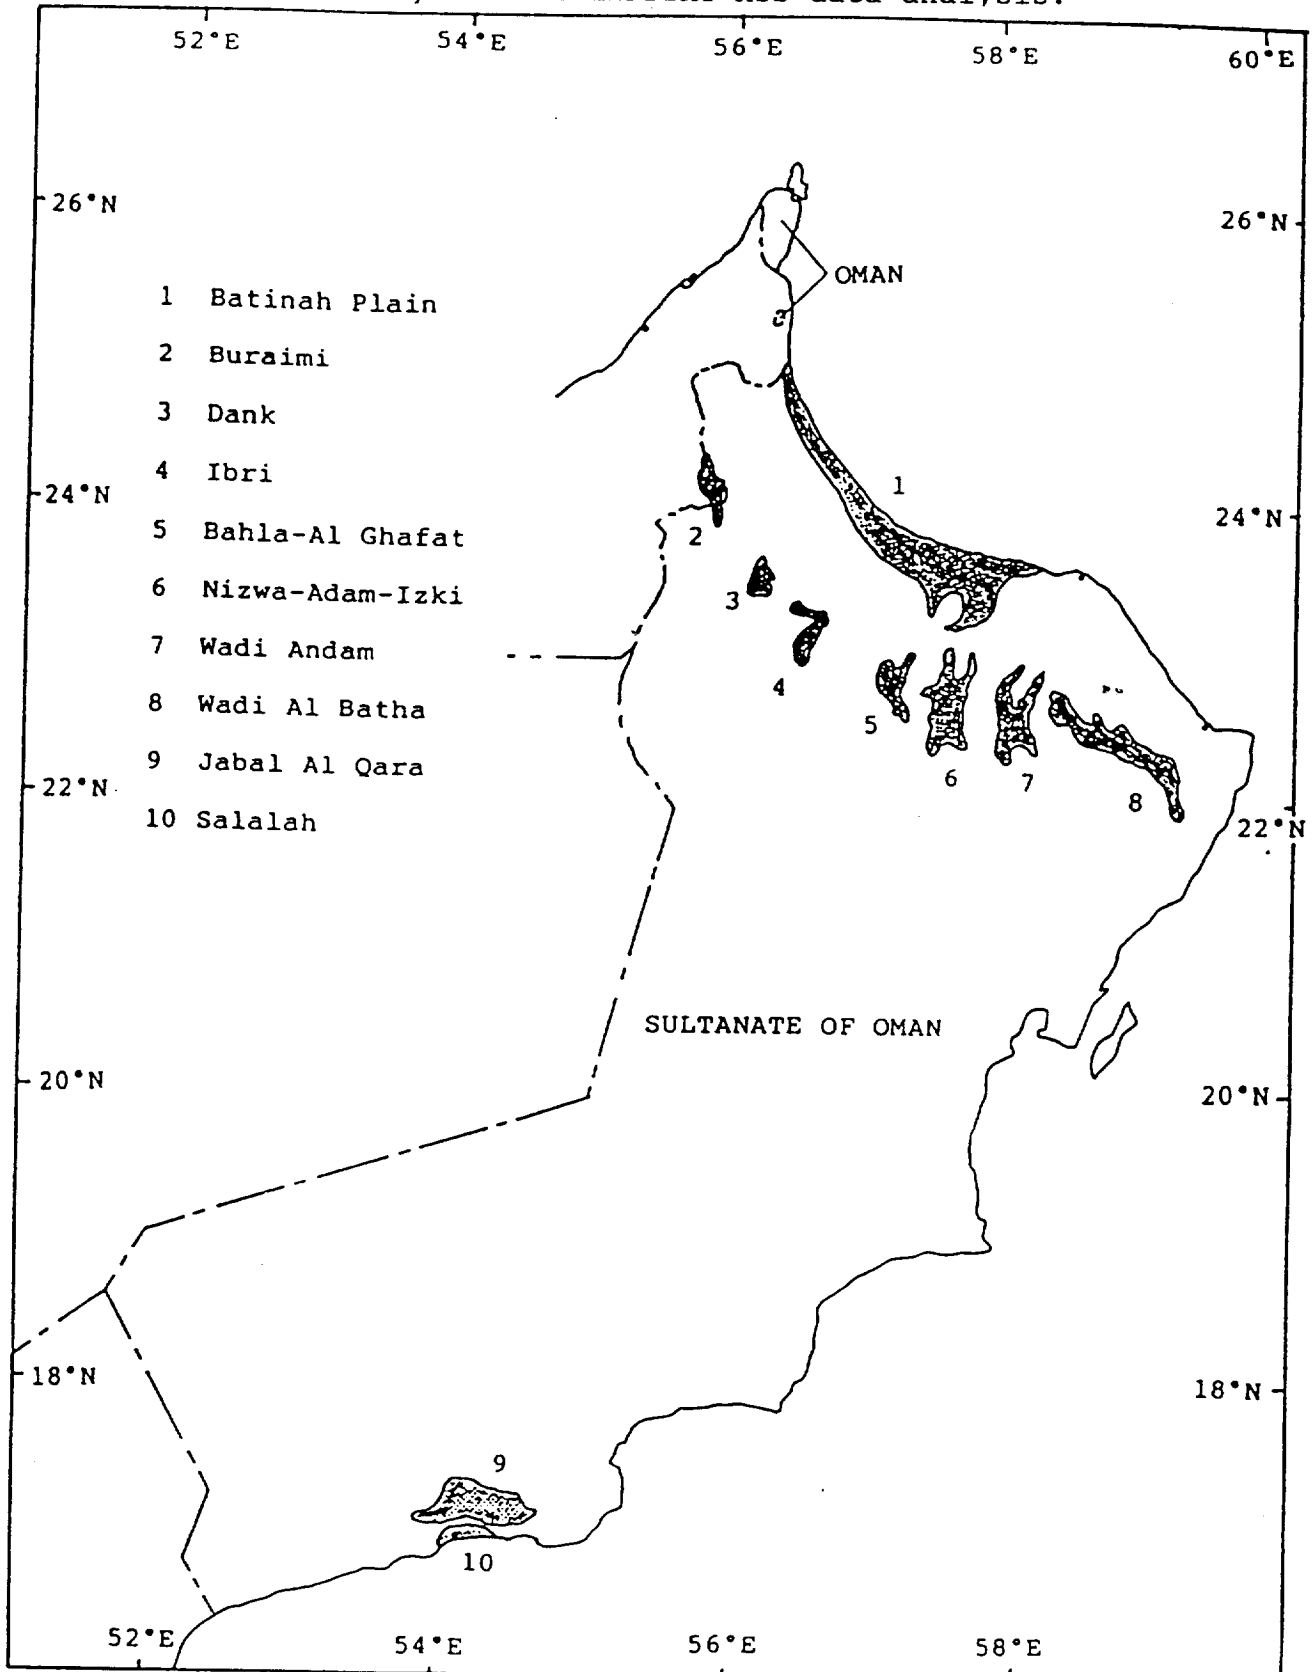 data analysis.
52°E 54°E 56°E 58°E 60°E
26°N 26°N
OMAN
1 Batinah Plain
2 Buraimi
3 Dank
4 Ibri
5 Bahla-Al Ghafat
6 Nizwa-Adam-Izki
7 Wadi Andam
8 Wadi Al Batha
9 Jabal Al Qara
10 Salalah
1
24°N 24°N
2
3
4
5
6
7
8
22°N 22°N
SULTANATE OF OMAN
20°N 20°N
18°N 18°N
9
10
52°E 54°E 56°E 58°E